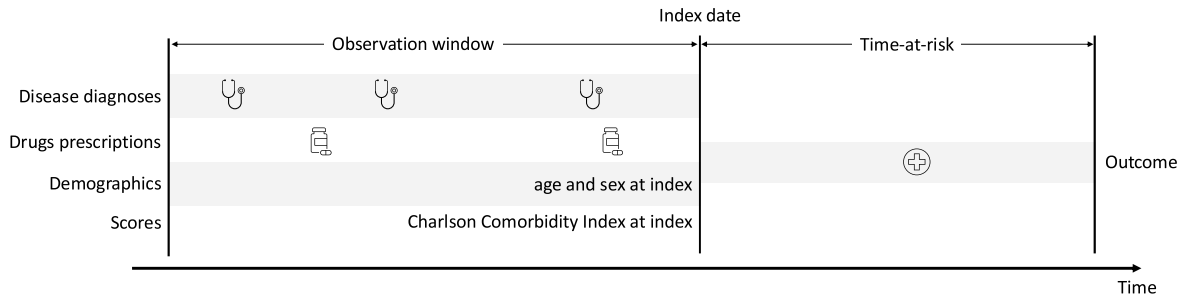 Index date
Observation window
Time-at-risk
Disease diagnoses
Drugs prescriptions
Outcome
Demographics
age and sex at index
Scores
Charlson Comorbidity Index at index
Time